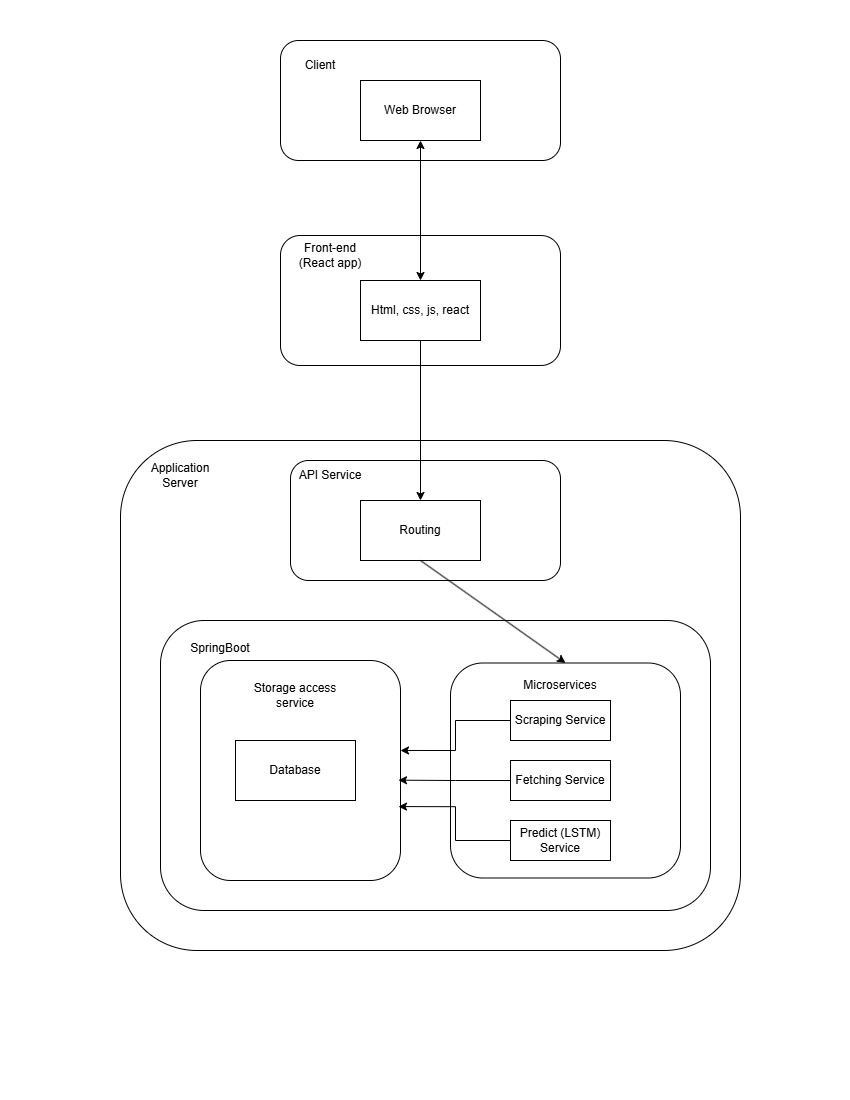 Client
Web Browser
Front-end
(React app)
Html, css, js, react
Application
Server
API Service
Routing
SpringBoot
Storage access
service
Database
Microservices
Scraping Service
Fetching Service
Predict (LSTM)
Service